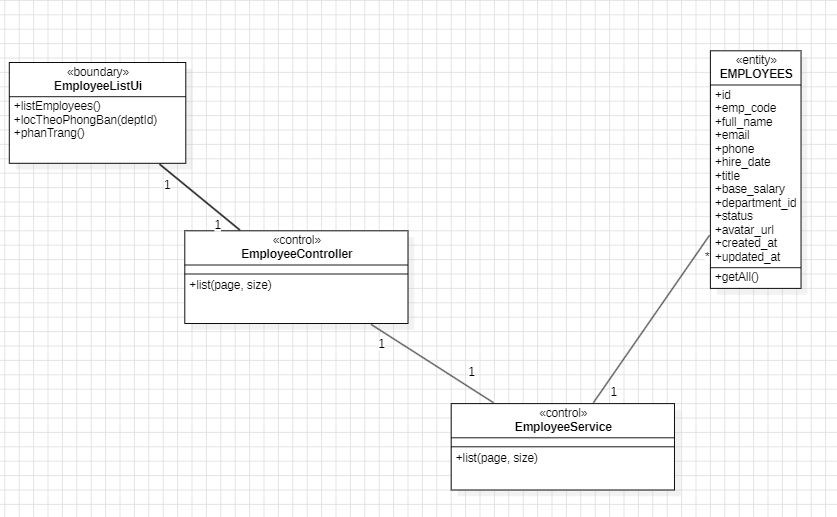 «boundary»
EmployeeListUi
+listEmployees()
+locTheoPhongBan(deptId)
+phanTrang()
1
1
«control»
EmployeeController
+list(page, size)
1
1
«control»
EmployeeService
+list(page, size)
1
*
«entity»
EMPLOYEES
+id
+emp_code
+full_name
+email
+phone
+hire_date
+title
+base_salary
+department_id
+status
+avatar_url
+created_at
+updated_at
+getAll()